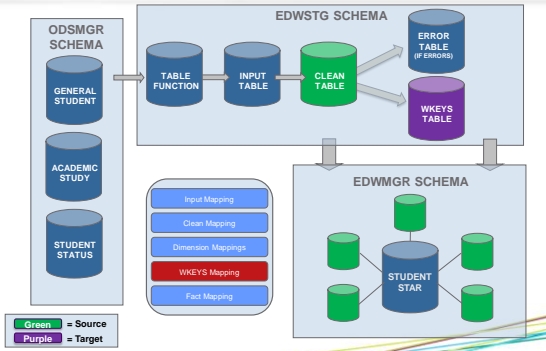 ODSMGR
SCHEMA
GENERAL
STUDENT
ACADEMIC
STUDY
STUDENT
STATUS
EDWSTG SCHEMA
TABLE
FUNCTION
INPUT
TABLE
CLEAN
TABLE
ERROR
TABLE
(IF ERRORS)
WKEYS
TABLE
Input Mapping
Clean Mapping
Dimension Mappings
WKEYS Mapping
Fact Mapping
EDWMGR SCHEMA
STUDENT
STAR
Green = Source
Purple = Target